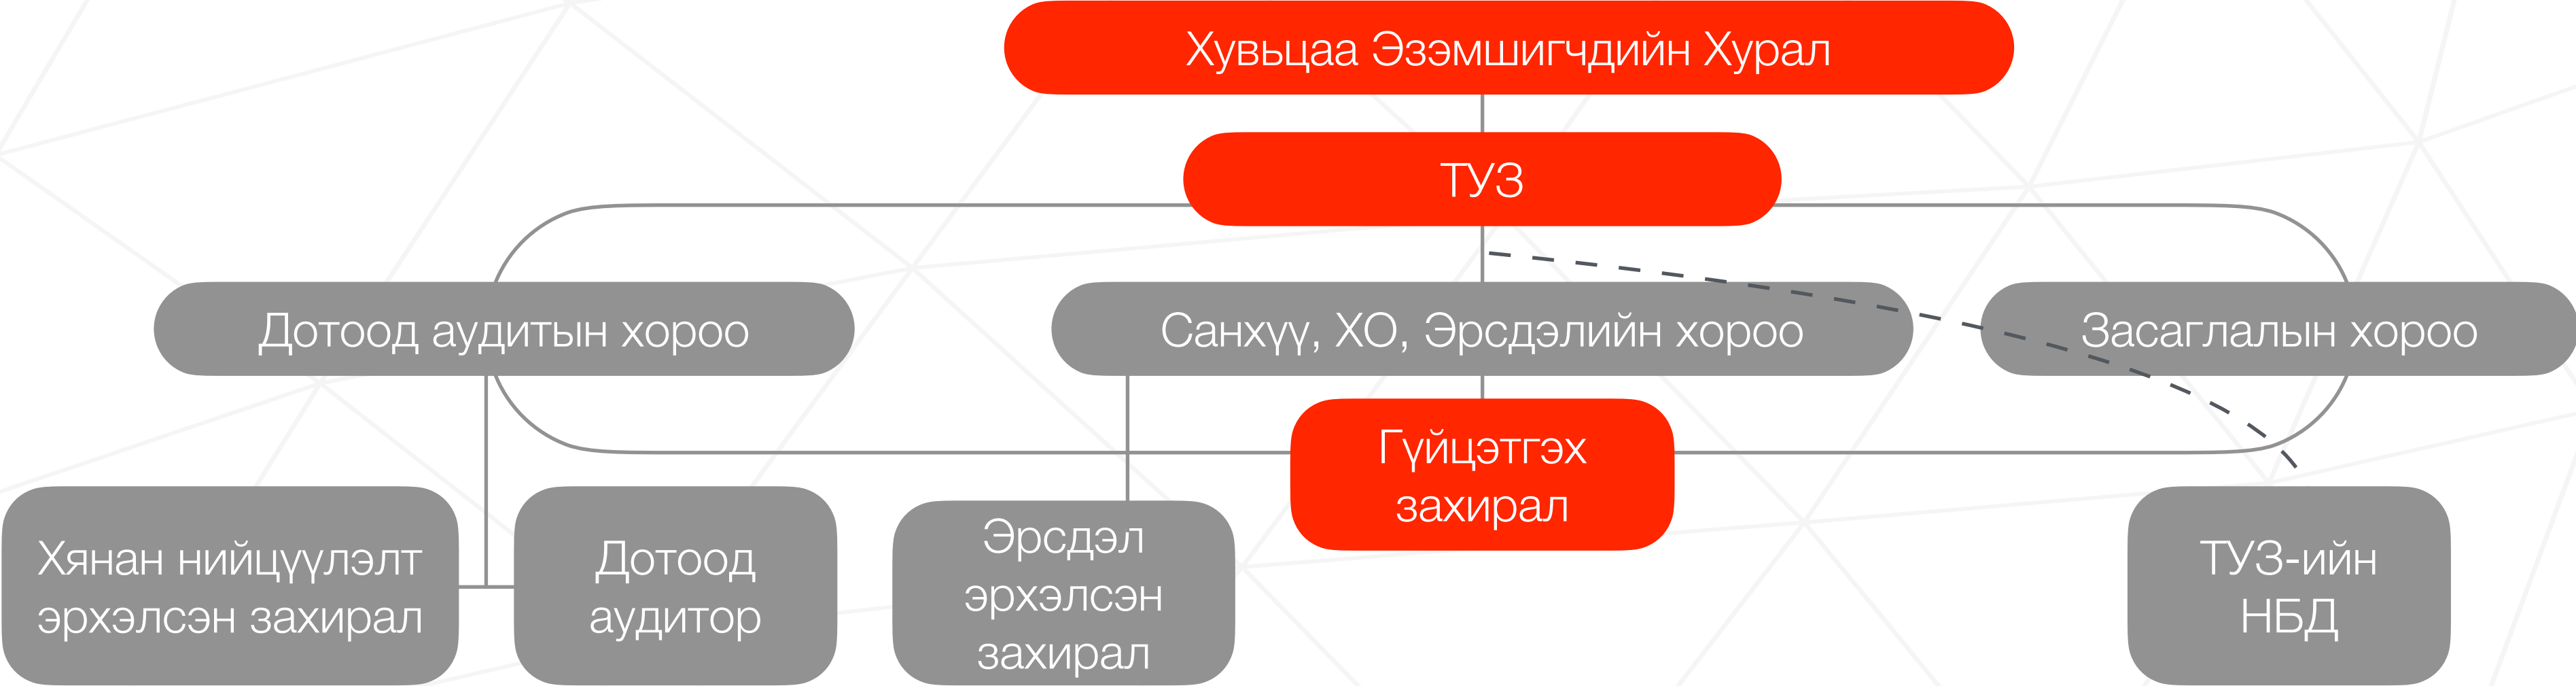 Хувьцаа Эзэмшигчдийн Хурал
ТУЗ
Дотоод аудитын хороо
Санхүү, ХО, Эрсдэлийн хороо
Засаглалын хороо
Гүйцэтгэх
захирал
Хянан нийцүүлэлт
эрхэлсэн захирал
Дотоод
аудитор
Эрсдэл
эрхэлсэн
захирал
ТУЗ-ийн
НБД